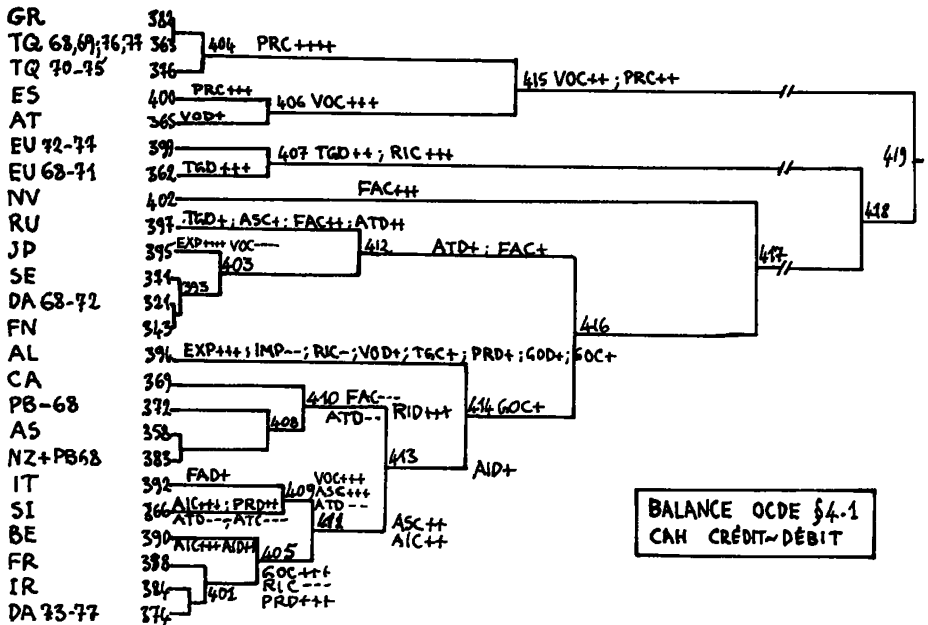 GR 382
TQ 68,69;76,77 363 404 PRC++++
TQ 70-75 376
415 VOC++ ; PRC++
ES 400 PRC+++
406 VOC+++
AT 365 VOD+
EU 72-77 399
407 TGD++ ; RIC+++
EU 68-71 362 TGD+++
419
418
NV 402 FAC+++
RU 397 TGD+ ; ASC+ ; FAC++ ; ATD++
412 ATD+ ; FAC+
417
JP 395 EXP+++ VOC----
403
SE 371
393
DA 68-72 321
FN 343
416
AL 394 EXP+++ ; IMP-- ; RIC- ; VOD+ ; TGC+ ; PRD+ ; GOD+ ; GOC+
CA 369
410 FAC---
ATD--
RID+++
414 GOC+
PB-68 372
408
AS 358
NZ+PB68 383
413
AID+
IT 392 FAD+
409
VOC+++
ASC+++
ATD--
SI 366 AIC+++ ; PRD++
ATD--- ; ATC---
411
ASC++
AIC++
BE 390
AIC+++ AID++
405
GOC+++
RIC---
PRD+++
FR 388
IR 384
401
DA 73-77 374
BALANCE OCDE §4.1
CAH CRÉDIT~DÉBIT